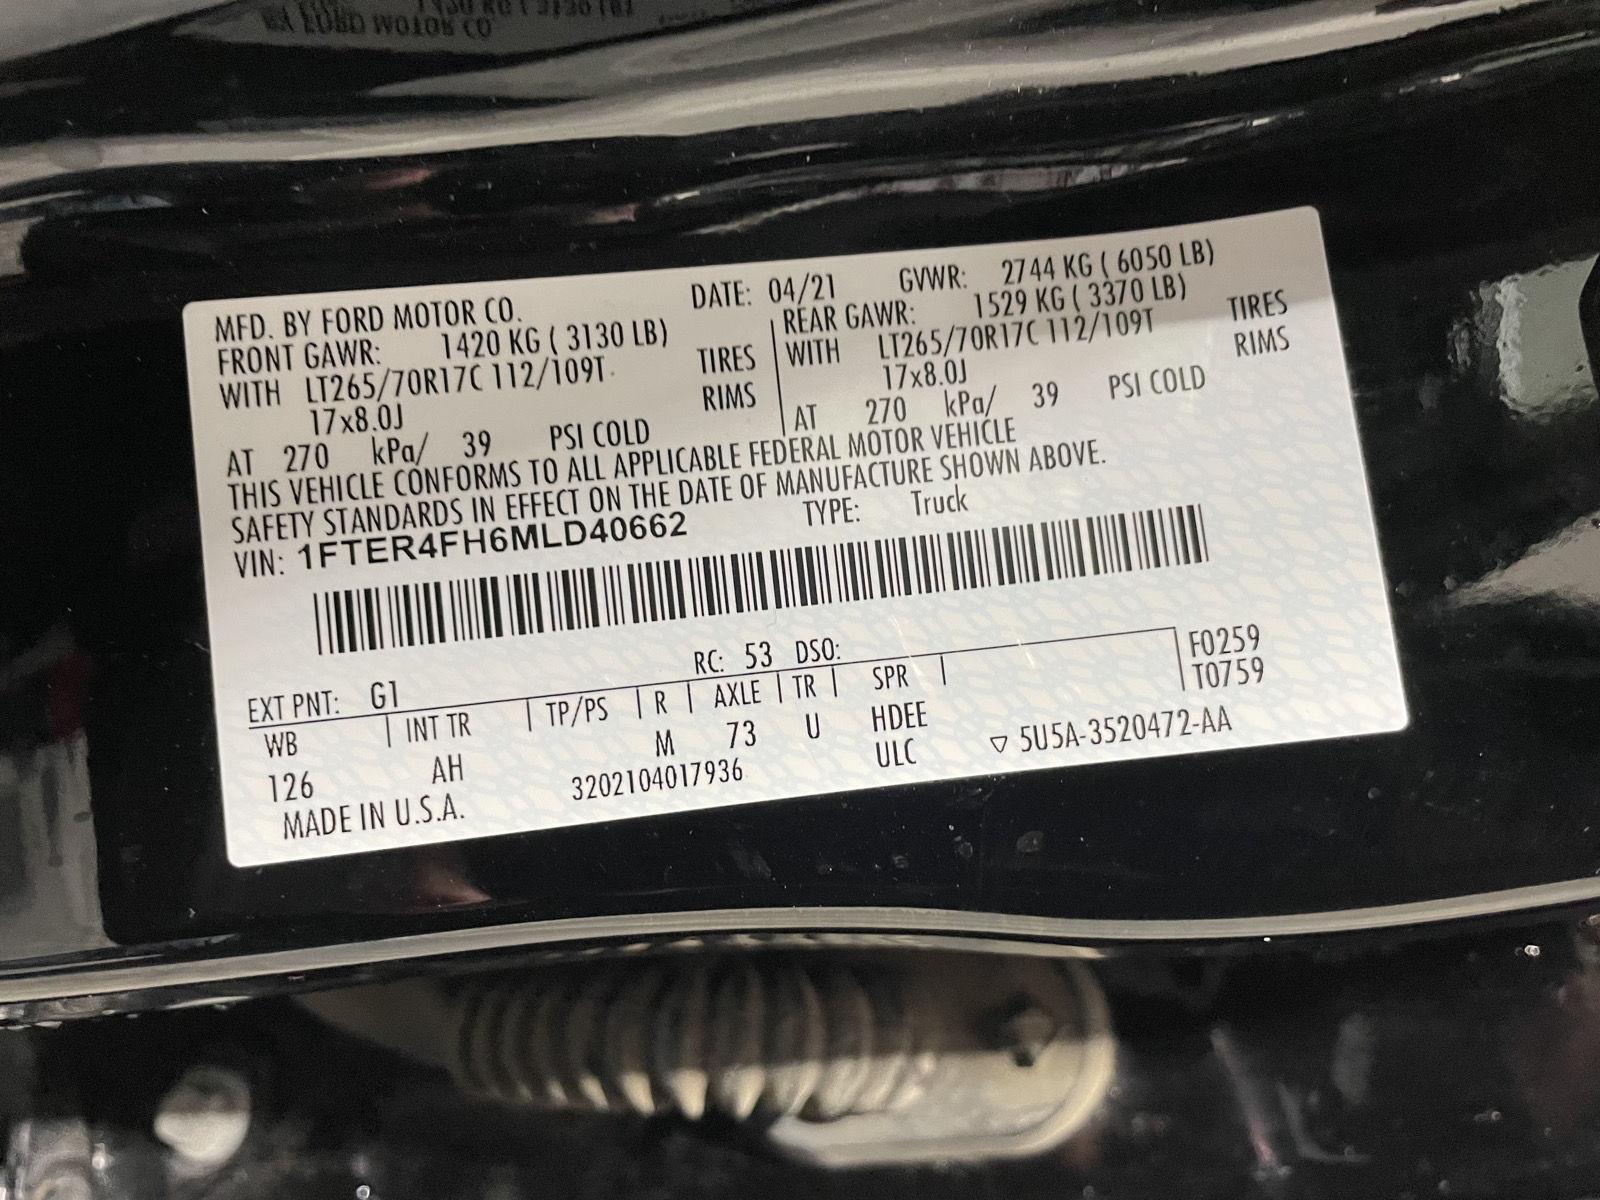 MFD. BY FORD MOTOR CO. DATE: 04/21 GVWR: 2744 KG ( 6050 LB)
FRONT GAWR: 1420 KG ( 3130 LB) REAR GAWR: 1529 KG ( 3370 LB)
WITH LT265/70R17C 112/109T TIRES WITH LT265/70R17C 112/109T TIRES
17x8.0J RIMS 17x8.0J RIMS
AT 270 kPa/ 39 PSI COLD AT 270 kPa/ 39 PSI COLD
THIS VEHICLE CONFORMS TO ALL APPLICABLE FEDERAL MOTOR VEHICLE
SAFETY STANDARDS IN EFFECT ON THE DATE OF MANUFACTURE SHOWN ABOVE.
VIN: 1FTER4FH6MLD40662 TYPE: Truck
EXT PNT: G1 RC: 53 DSO: F0259
WB INT TR TP/PS R AXLE TR SPR T0759
126 AH M 73 U HDEE
ULC ▽ 5U5A-3520472-AA
MADE IN U.S.A. 3202104017936